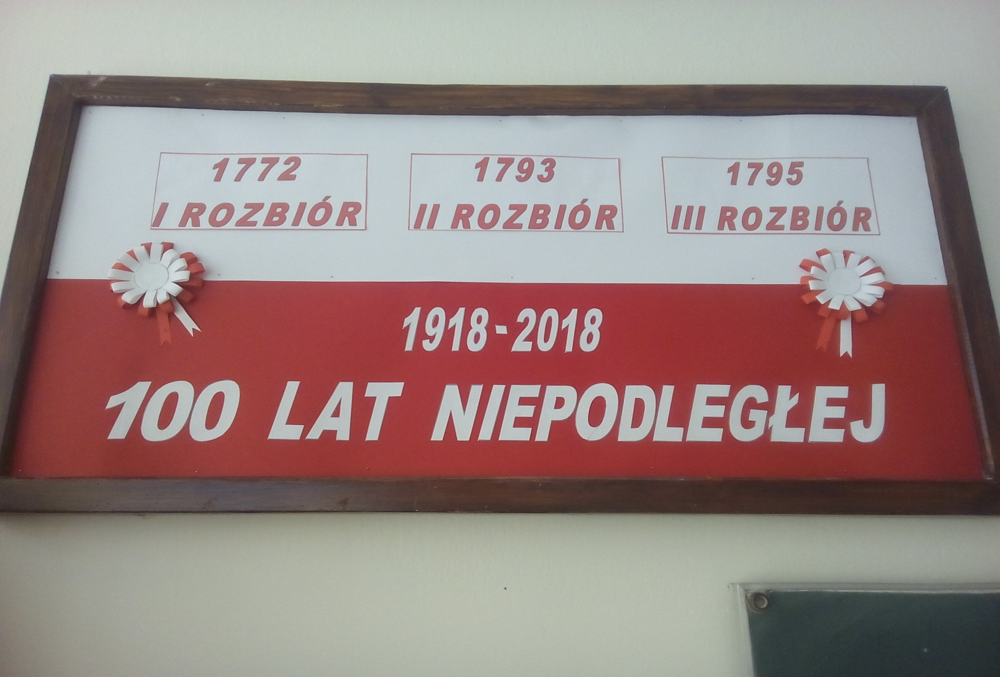 1772
I ROZBIÓR
1793
II ROZBIÓR
1795
III ROZBIÓR
1918-2018
100 LAT NIEPODLEGŁEJ